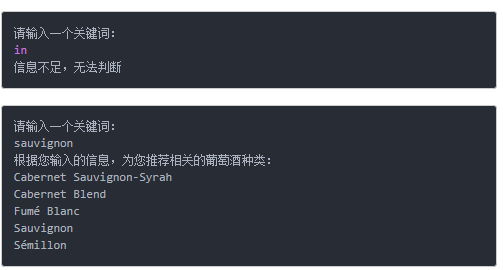 请输入一个关键词:
in
信息不足，无法判断
请输入一个关键词:
sauvignon
根据您输入的信息，为您推荐相关的葡萄酒种类:
Cabernet Sauvignon-Syrah
Cabernet Blend
Fumé Blanc
Sauvignon
Sémillon